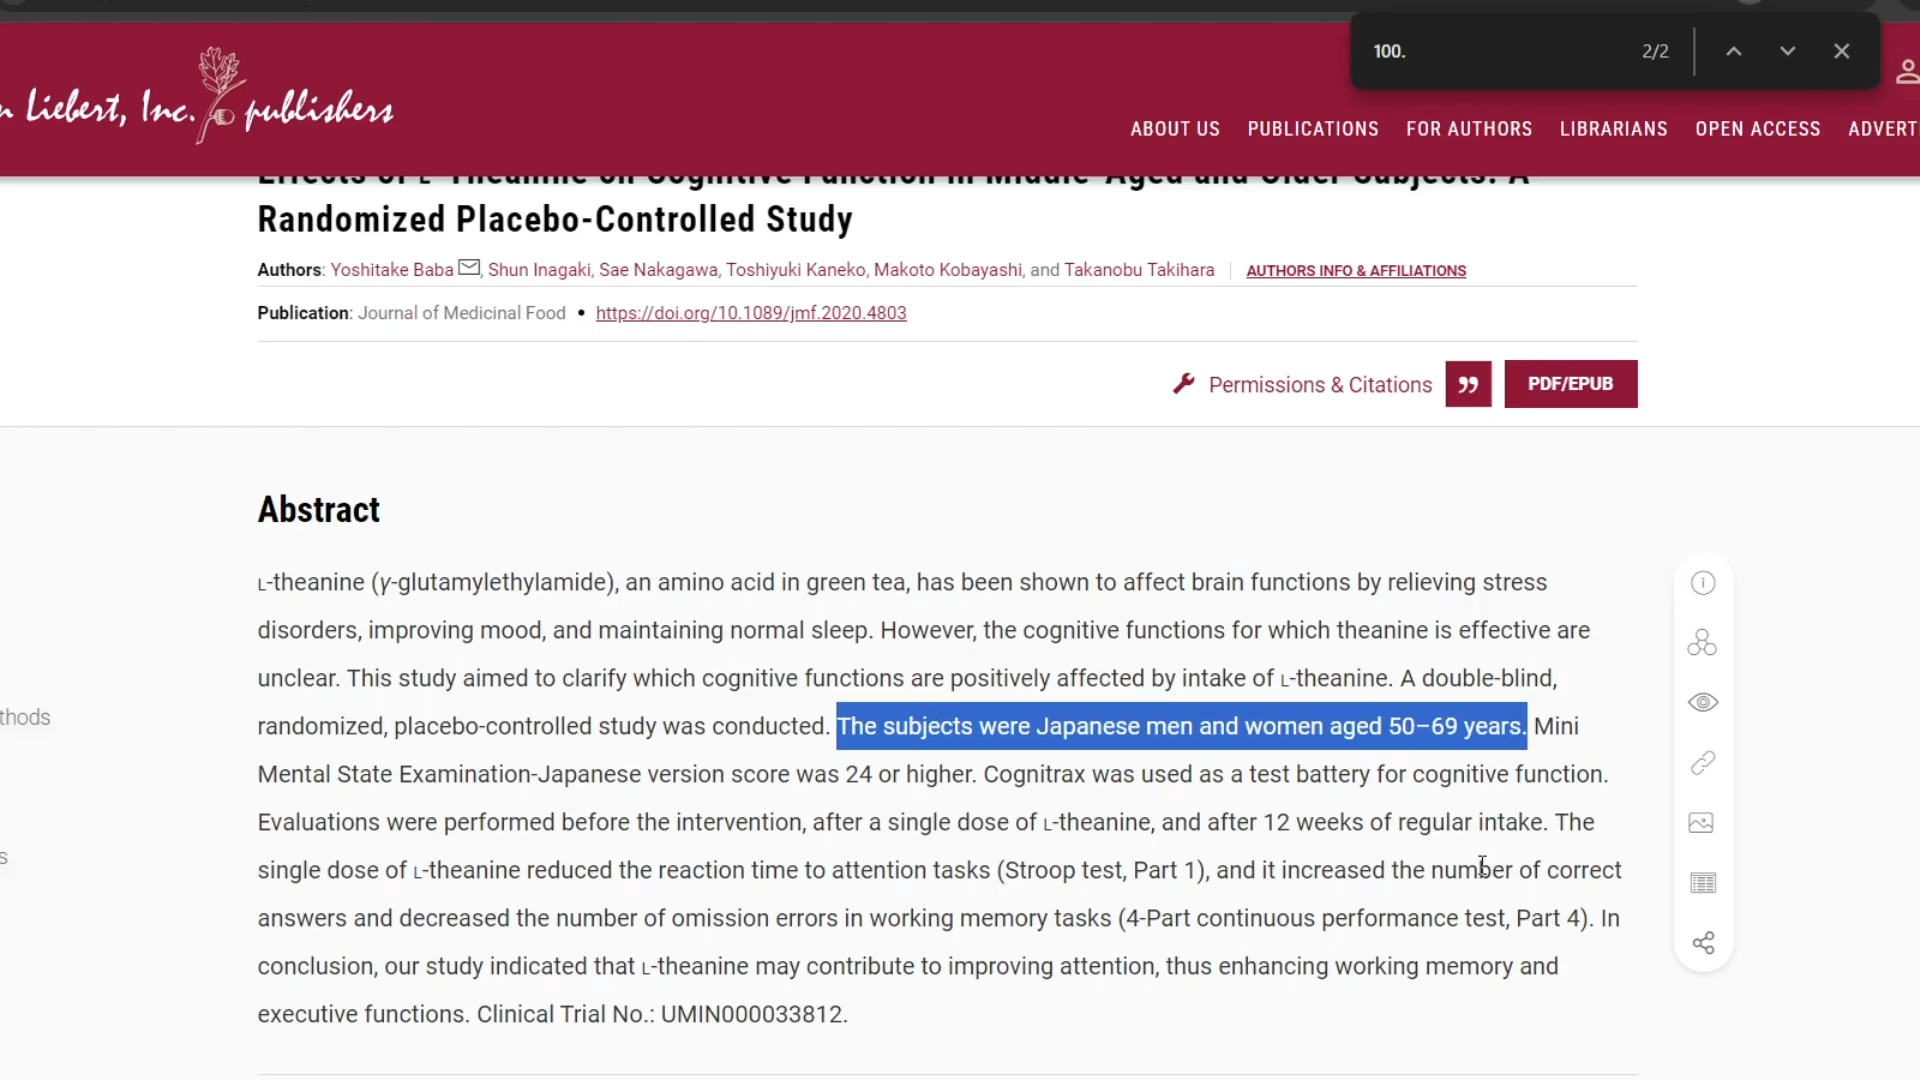 100.
2/2
n Liebert, Inc. publishers
ABOUT US PUBLICATIONS FOR AUTHORS LIBRARIANS OPEN ACCESS ADVERT
Effects of L-Theanine on Cognitive Function in Middle-Aged and Older Subjects: A
Randomized Placebo-Controlled Study
Authors: Yoshitake Baba, Shun Inagaki, Sae Nakagawa, Toshiyuki Kaneko, Makoto Kobayashi, and Takanobu Takihara AUTHORS INFO & AFFILIATIONS
Publication: Journal of Medicinal Food • https://doi.org/10.1089/jmf.2020.4803
Permissions & Citations
PDF/EPUB
Abstract
L-theanine (γ-glutamylethylamide), an amino acid in green tea, has been shown to affect brain functions by relieving stress
disorders, improving mood, and maintaining normal sleep. However, the cognitive functions for which theanine is effective are
unclear. This study aimed to clarify which cognitive functions are positively affected by intake of L-theanine. A double-blind,
randomized, placebo-controlled study was conducted. The subjects were Japanese men and women aged 50–69 years. Mini
Mental State Examination-Japanese version score was 24 or higher. Cognitrax was used as a test battery for cognitive function.
Evaluations were performed before the intervention, after a single dose of L-theanine, and after 12 weeks of regular intake. The
single dose of L-theanine reduced the reaction time to attention tasks (Stroop test, Part 1), and it increased the number of correct
answers and decreased the number of omission errors in working memory tasks (4-Part continuous performance test, Part 4). In
conclusion, our study indicated that L-theanine may contribute to improving attention, thus enhancing working memory and
executive functions. Clinical Trial No.: UMIN000033812.
thods
s